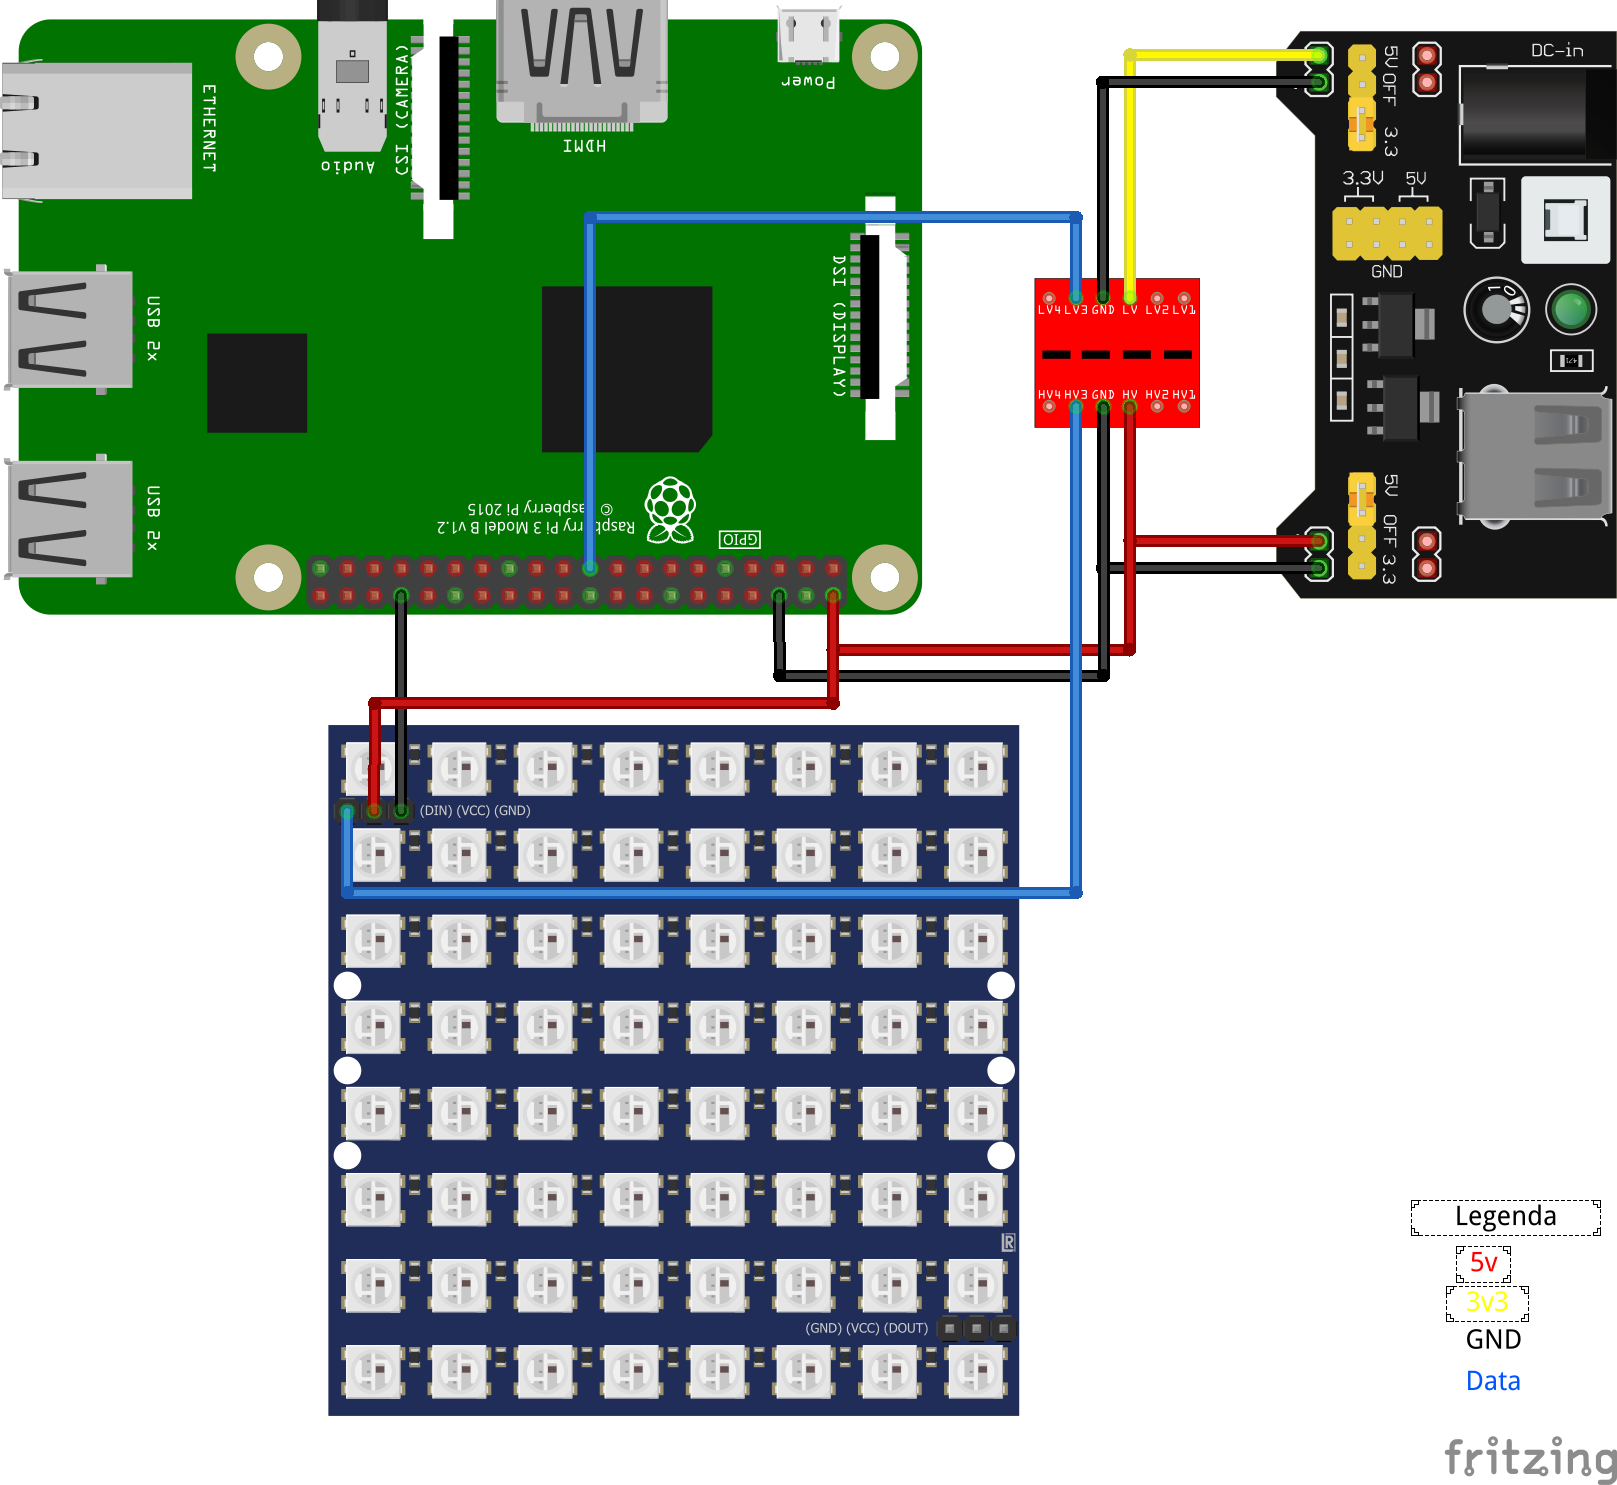 ETHERNET
Audio
CSI (CAMERA)
HDMI
Power
USB 2x
USB 2x
DSI (DISPLAY)
© Raspberry Pi 2015
Raspberry Pi 3 Model B v1.2
GPIO
LV4 LV3 GND LV LV2 LV1
HV4 HV3 GND HV HV2 HV1
DC-in
5V OFF 3.3
3.3V 5V
GND
10
471
5V OFF 3.3
(DIN) (VCC) (GND)
R
(GND) (VCC) (DOUT)
Legenda
5v
3v3
GND
Data
fritzing